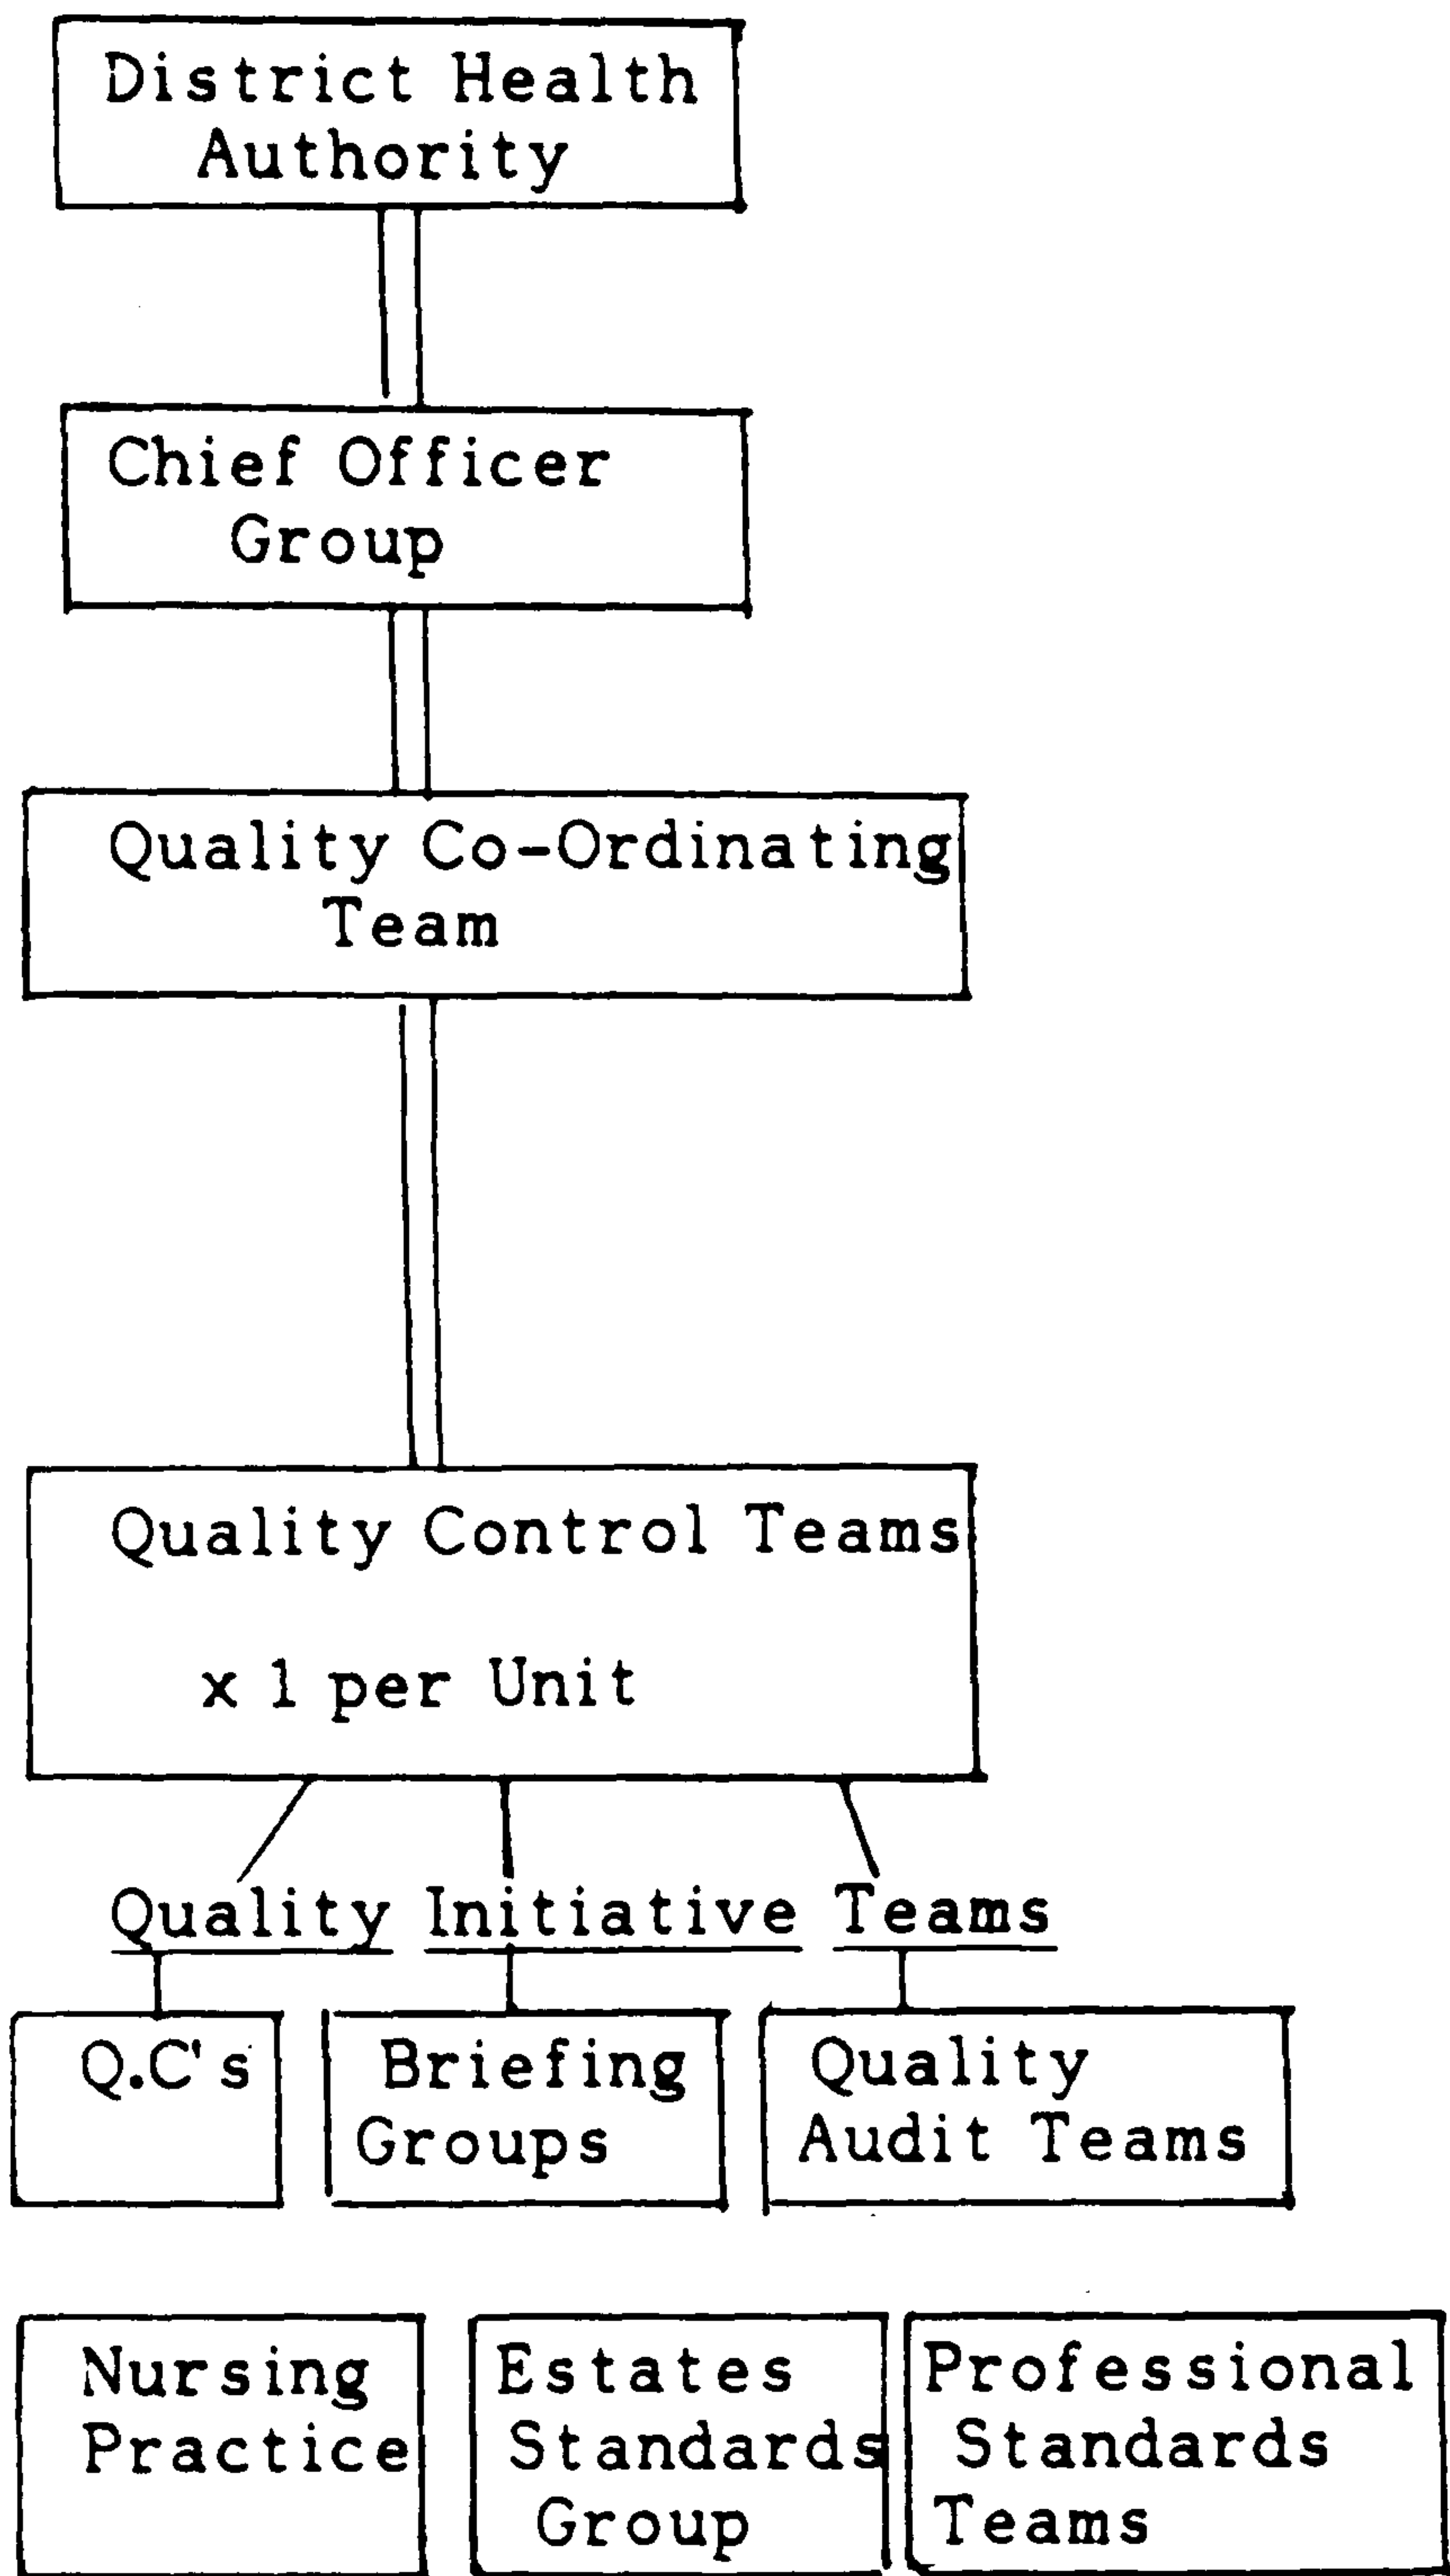 District Health
Authority
Chief Officer
Group
Quality Co-Ordinating
Team
Quality Control Teams
x 1 per Unit
Quality Initiative Teams
Q.C's
Briefing
Groups
Quality
Audit Teams
Nursing
Practice
Estates
Standards
Group
Professional
Standards
Teams